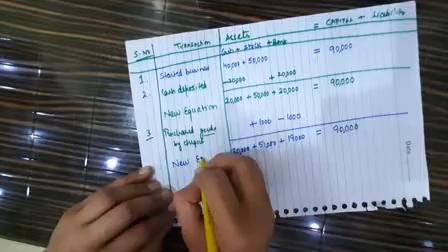 S.No Transaction Assets = CAPITAL + Liability
Cash + Stock + Bank
1 Started business 40,000 + 50,000 = 90,000
2 Cash deposited - 20,000 + 20,000
New Equation 20,000 + 50,000 + 20,000 = 90,000
3 Purchased goods by cheque + 1000 - 1000
New 20,000 + 51,000 + 19000 = 90,000
Date